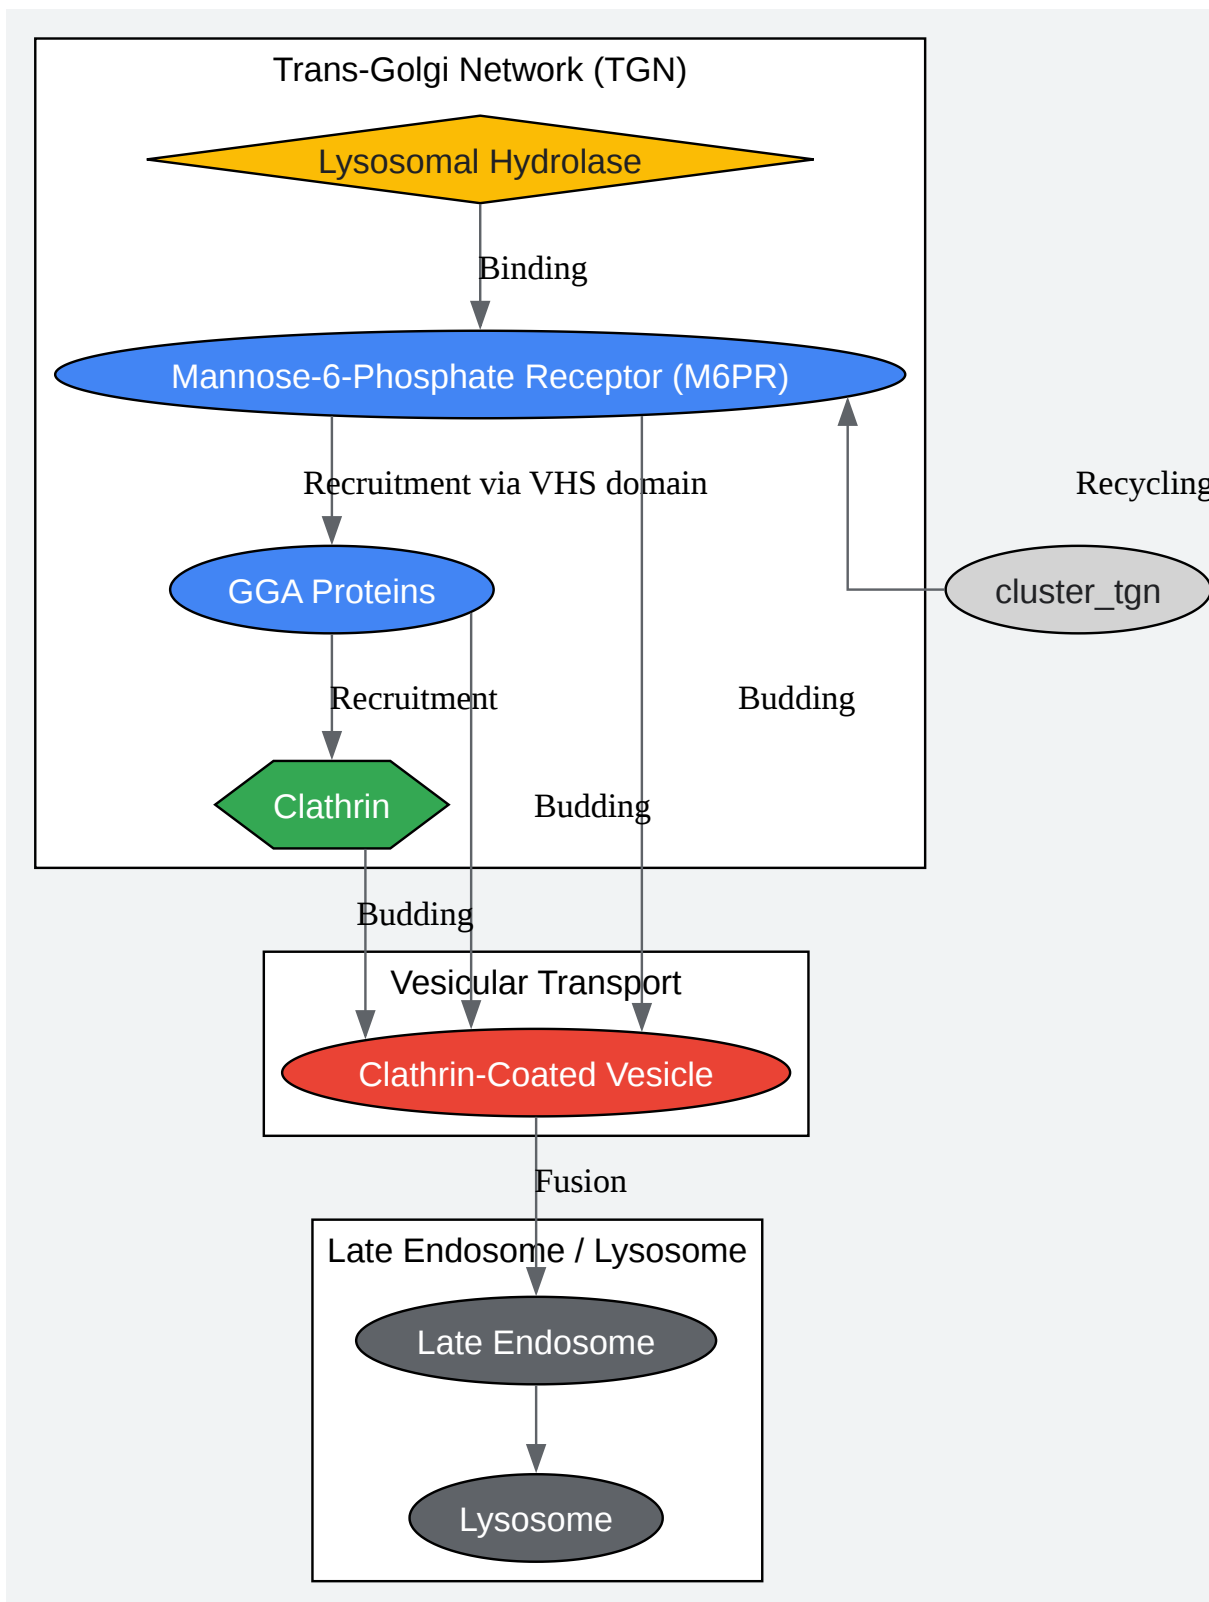 Trans-Golgi Network (TGN)
Lysosomal Hydrolase
Binding
Mannose-6-Phosphate Receptor (M6PR)
Recruitment via VHS domain
Recycling
GGA Proteins
cluster_tgn
Recruitment
Budding
Clathrin
Budding
Budding
Vesicular Transport
Clathrin-Coated Vesicle
Fusion
Late Endosome / Lysosome
Late Endosome
Lysosome